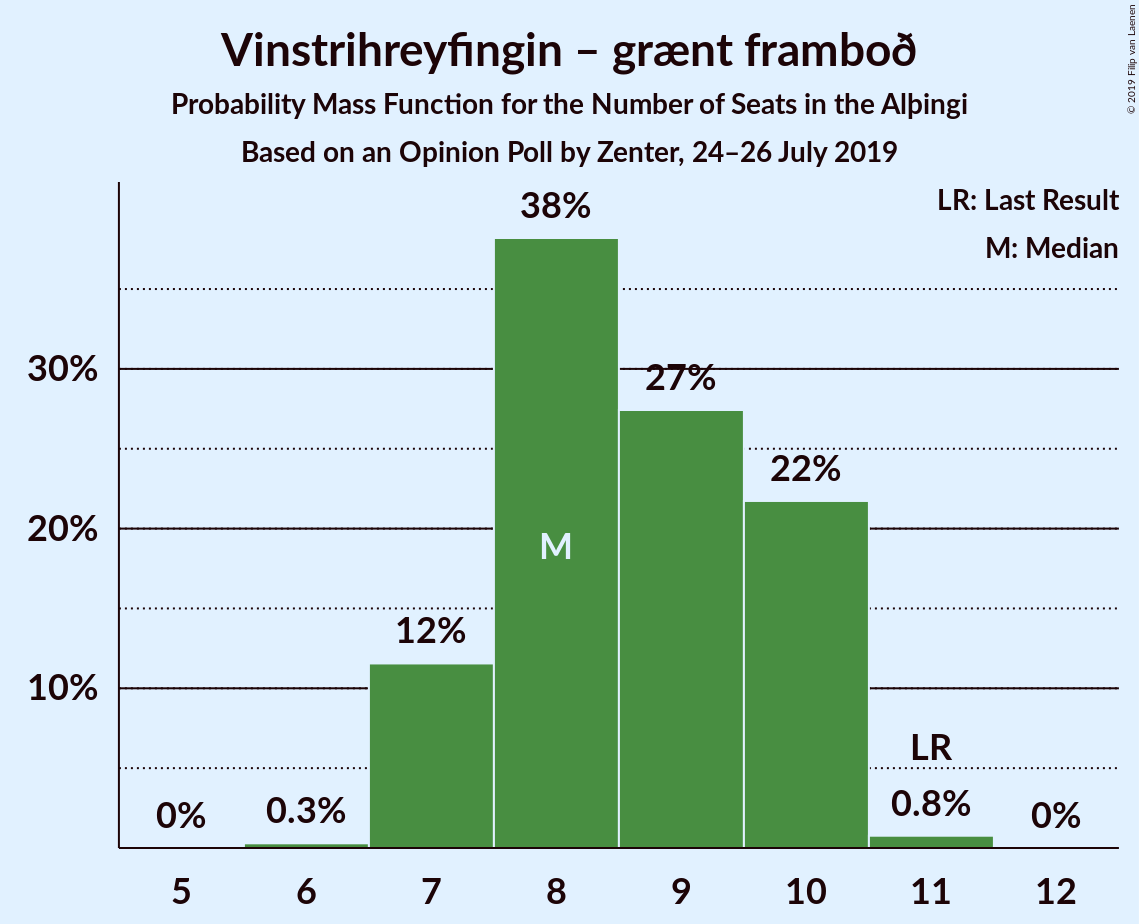 Vinstrihreyfingin – grænt framboð
Probability Mass Function for the Number of Seats in the Alþingi
Based on an Opinion Poll by Zenter, 24–26 July 2019
© 2019 Filip van Laenen
LR: Last Result
M: Median
38%
30%
27%
22%
20%
M
12%
10%
LR
0%
0.3%
0.8%
0%
5 6 7 8 9 10 11 12